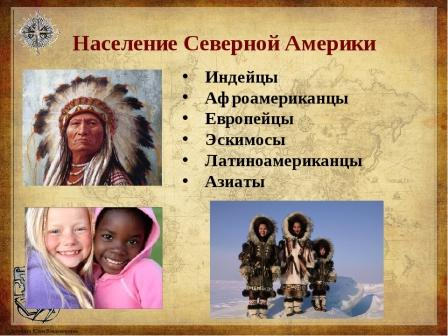 Население Северной Америки
• Индейцы
• Афроамериканцы
• Европейцы
• Эскимосы
• Латиноамериканцы
• Азиаты